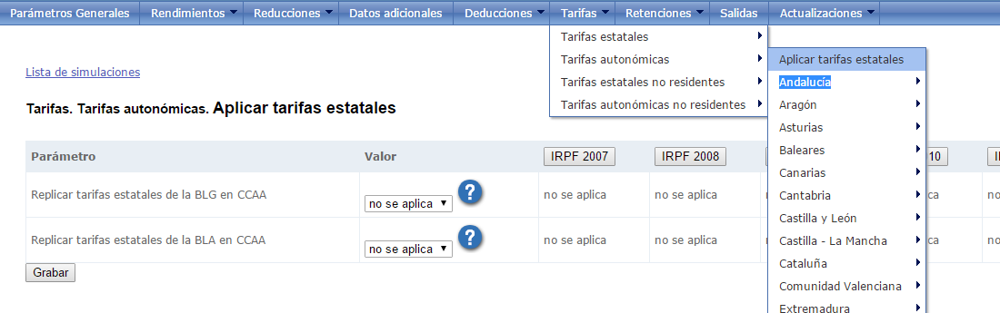 Parámetros Generales Rendimientos Reducciones Datos adicionales Deducciones Tarifas Retenciones Salidas Actualizaciones
Tarifas estatales
Tarifas autonómicas
Tarifas estatales no residentes
Tarifas autonómicas no residentes
Aplicar tarifas estatales
Andalucía
Aragón
Asturias
Baleares
Canarias
Cantabria
Castilla y León
Castilla - La Mancha
Cataluña
Comunidad Valenciana
Extremadura
Lista de simulaciones
Tarifas. Tarifas autonómicas. Aplicar tarifas estatales
Parámetro Valor IRPF 2007 IRPF 2008 10
Replicar tarifas estatales de la BLG en CCAA no se aplica ? no se aplica no se aplica ca no
Replicar tarifas estatales de la BLA en CCAA no se aplica ? no se aplica no se aplica ca no
Grabar